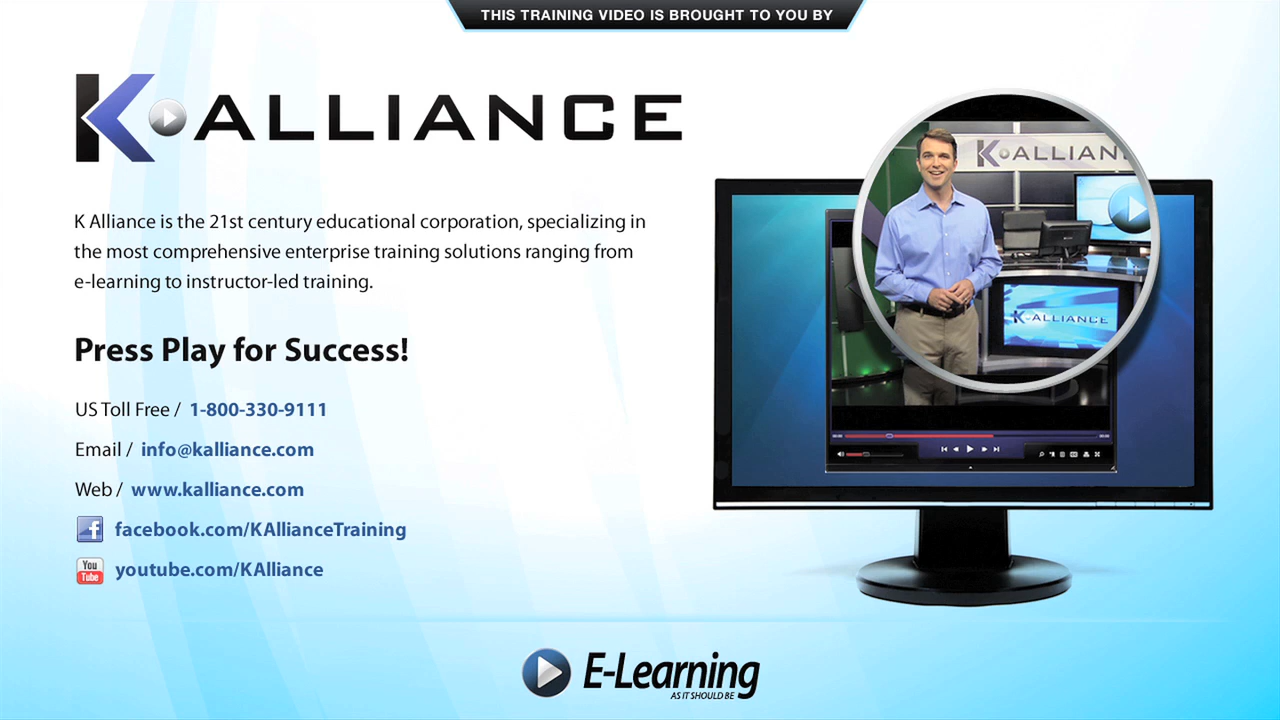 THIS TRAINING VIDEO IS BROUGHT TO YOU BY
K ALLIANCE
K Alliance is the 21st century educational corporation, specializing in
the most comprehensive enterprise training solutions ranging from
e-learning to instructor-led training.
Press Play for Success!
US Toll Free / 1-800-330-9111
Email / info@kalliance.com
Web / www.kalliance.com
facebook.com/KAllianceTraining
You
Tube
youtube.com/KAlliance
K ALLIAN
K-ALLIANCE
E-Learning
AS IT SHOULD BE